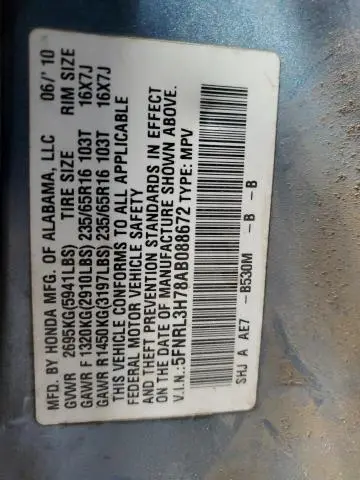 MFD. BY HONDA MFG. OF ALABAMA, LLC 06/'10
GVWR 2695KG(5941LBS) TIRE SIZE RIM SIZE
GAWR F 1320KG(2910LBS) 235/65R16 103T 16X7J
GAWR R 1450KG(3197LBS) 235/65R16 103T 16X7J
THIS VEHICLE CONFORMS TO ALL APPLICABLE
FEDERAL MOTOR VEHICLE SAFETY
AND THEFT PREVENTION STANDARDS IN EFFECT
ON THE DATE OF MANUFACTURE SHOWN ABOVE.
V.I.N.: 5FNRL3H78AB088672 TYPE: MPV
SHJ A AE7 -B530M -B -B